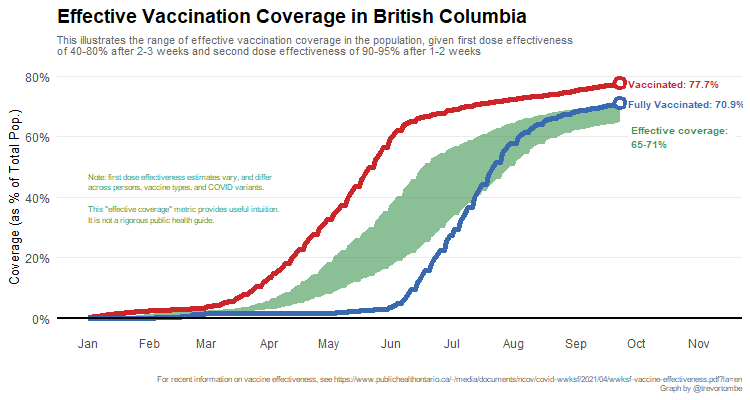 Effective Vaccination Coverage in British Columbia
This illustrates the range of effective vaccination coverage in the population, given first dose effectiveness
of 40-80% after 2-3 weeks and second dose effectiveness of 90-95% after 1-2 weeks
Coverage (as % of Total Pop.)
80%
60%
40%
20%
0%
Vaccinated: 77.7%
Fully Vaccinated: 70.9%
Effective coverage:
65-71%
Note: first dose effectiveness estimates vary, and differ
across persons, vaccine types, and COVID variants.
This "effective coverage" metric provides useful intuition.
It is not a rigorous public health guide.
Jan Feb Mar Apr May Jun Jul Aug Sep Oct Nov
For recent information on vaccine effectiveness, see https://www.publichealthontario.ca/-/media/documents/ncov/covid-wwksf/2021/04/wwksf-vaccine-effectiveness.pdf?la=en
Graph by @trevortombe